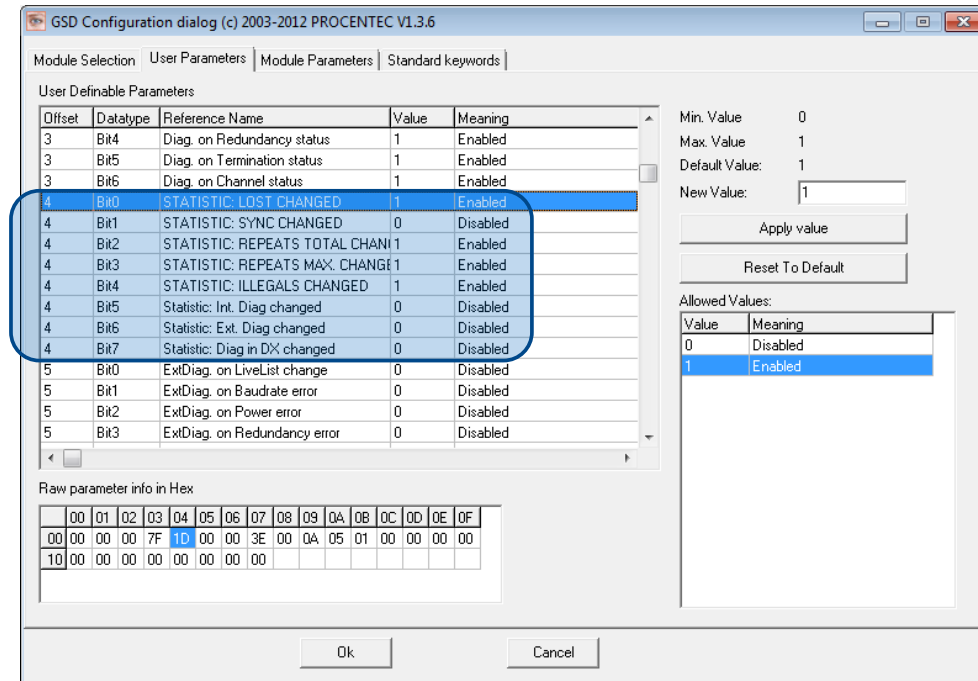 GSD Configuration dialog (c) 2003-2012 PROCENTEC V1.3.6
Module Selection User Parameters Module Parameters Standard keywords
User Definable Parameters
Offset Datatype Reference Name Value Meaning
3 Bit4 Diag. on Redundancy status 1 Enabled
3 Bit5 Diag. on Termination status 1 Enabled
3 Bit6 Diag. on Channel status 1 Enabled
4 Bit0 STATISTIC: LOST CHANGED 1 Enabled
4 Bit1 STATISTIC: SYNC CHANGED 0 Disabled
4 Bit2 STATISTIC: REPEATS TOTAL CHAN 1 Enabled
4 Bit3 STATISTIC: REPEATS MAX. CHANGE 1 Enabled
4 Bit4 STATISTIC: ILLEGALS CHANGED 1 Enabled
4 Bit5 Statistic: Int. Diag changed 0 Disabled
4 Bit6 Statistic: Ext. Diag changed 0 Disabled
4 Bit7 Statistic: Diag in DX changed 0 Disabled
5 Bit0 ExtDiag. on LiveList change 0 Disabled
5 Bit1 ExtDiag. on Baudrate error 0 Disabled
5 Bit2 ExtDiag. on Power error 0 Disabled
5 Bit3 ExtDiag. on Redundancy error 0 Disabled
Min. Value 0
Max. Value 1
Default Value: 1
New Value: 1
Apply value
Reset To Default
Allowed Values:
Value Meaning
0 Disabled
1 Enabled
Raw parameter info in Hex
00 01 02 03 04 05 06 07 08 09 0A 0B 0C 0D 0E 0F
00 00 00 00 7F 1D 00 00 3E 00 0A 05 01 00 00 00 00
10 00 00 00 00 00 00 00 00
Ok Cancel